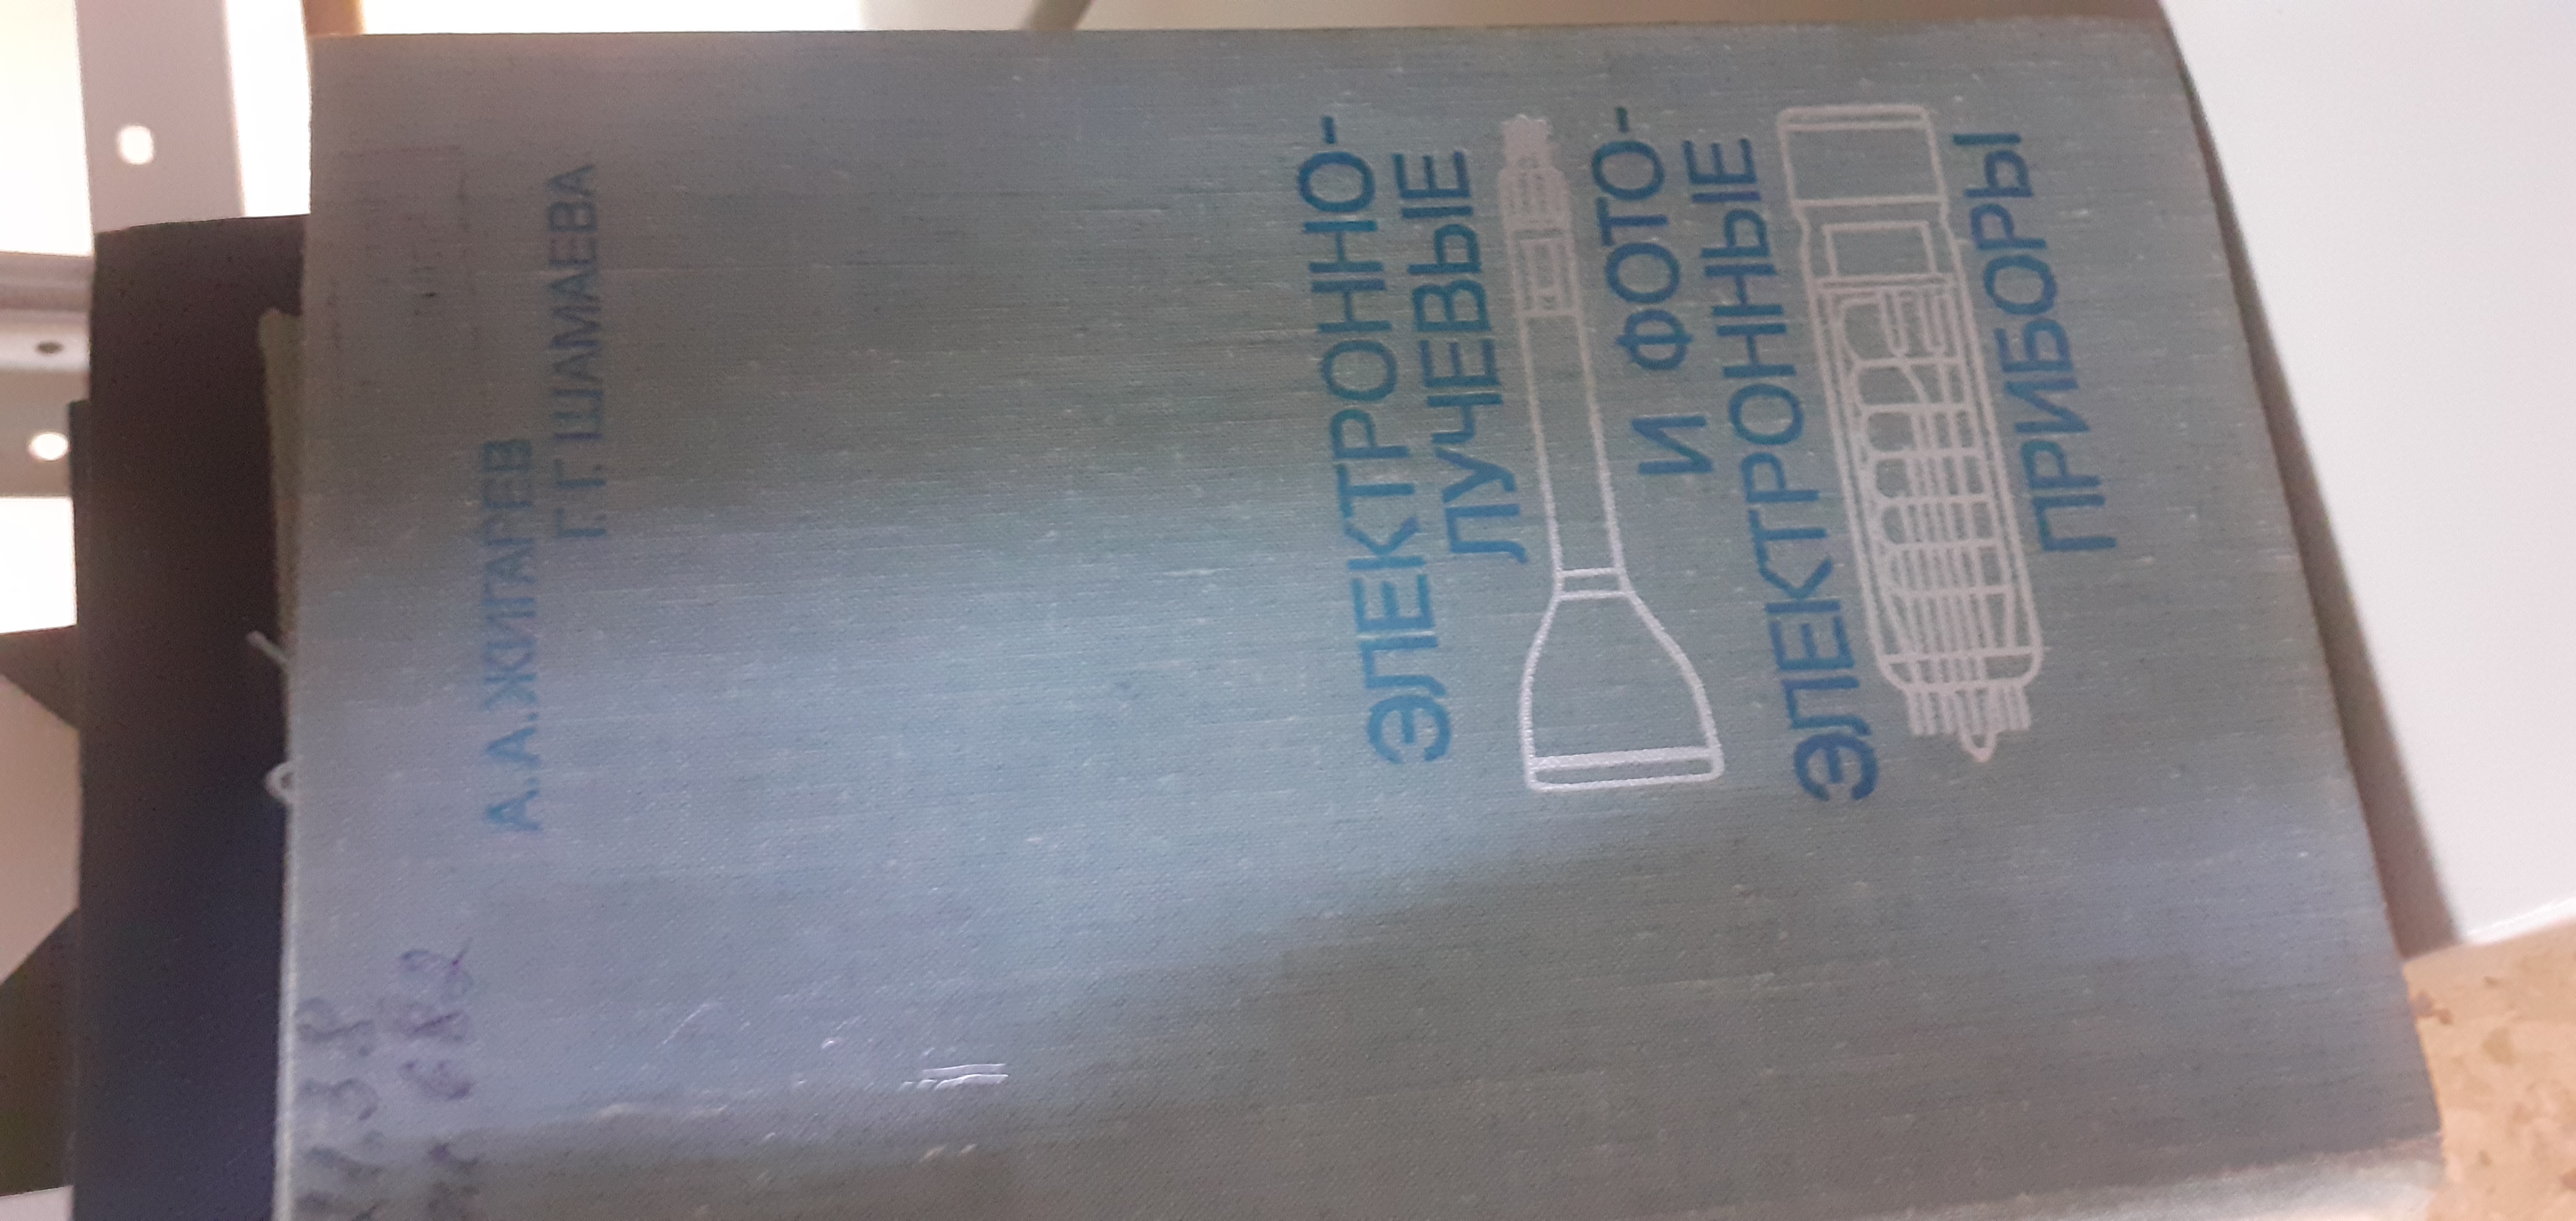 А.А.ЖИГАРЕВ
Г.Г.ШАМАЕВА
ЭЛЕКТРОННО-
ЛУЧЕВЫЕ
И ФОТО-
ЭЛЕКТРОННЫЕ
ПРИБОРЫ